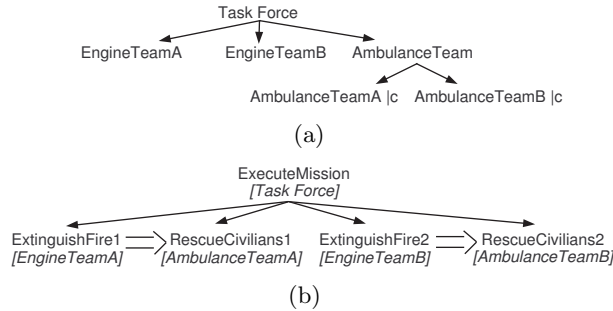 Task Force
EngineTeamA EngineTeamB AmbulanceTeam
AmbulanceTeamA |c AmbulanceTeamB |c
(a)
ExecuteMission
[Task Force]
ExtinguishFire1 RescueCivilians1 ExtinguishFire2 RescueCivilians2
[EngineTeamA] [AmbulanceTeamA] [EngineTeamB] [AmbulanceTeamB]
(b)